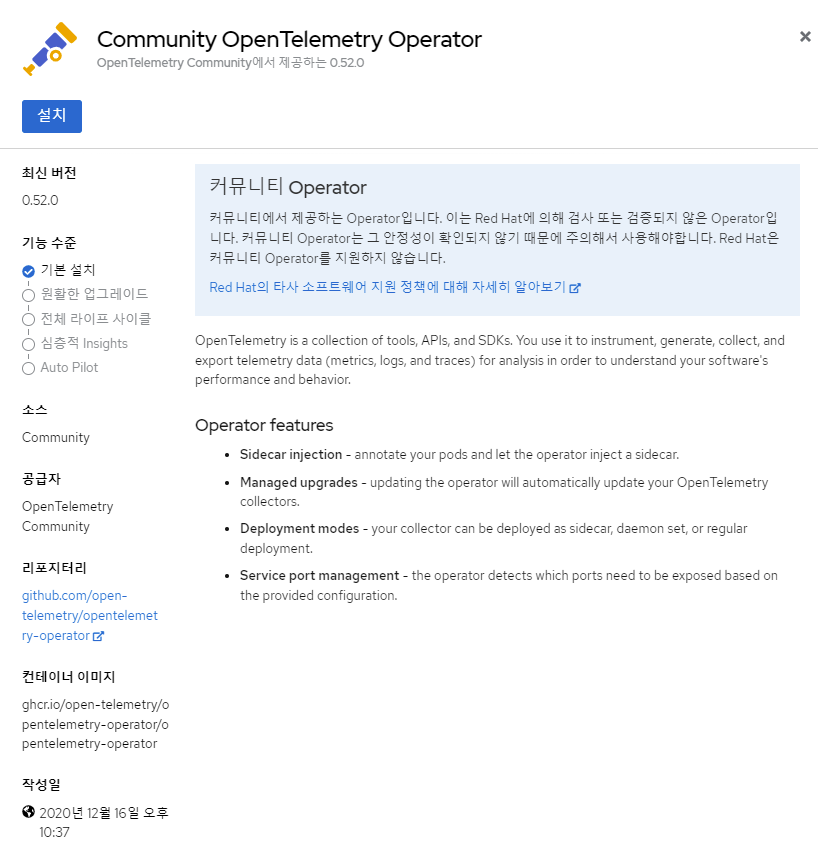 Community OpenTelemetry Operator
OpenTelemetry Community에서 제공하는 0.52.0
설치
최신 버전
0.52.0
기능 수준
기본 설치
원활한 업그레이드
전체 라이프 사이클
심층적 Insights
Auto Pilot
소스
Community
공급자
OpenTelemetry
Community
리포지터리
github.com/open-
telemetry/opentelemet
ry-operator
컨테이너 이미지
ghcr.io/open-telemetry/o
pentelemetry-operator/o
pentelemetry-operator
작성일
2020년 12월 16일 오후
10:37
커뮤니티 Operator
커뮤니티에서 제공하는 Operator입니다. 이는 Red Hat에 의해 검사 또는 검증되지 않은 Operator입
니다. 커뮤니티 Operator는 그 안정성이 확인되지 않기 때문에 주의해서 사용해야합니다. Red Hat은
커뮤니티 Operator를 지원하지 않습니다.
Red Hat의 타사 소프트웨어 지원 정책에 대해 자세히 알아보기
OpenTelemetry is a collection of tools, APIs, and SDKs. You use it to instrument, generate, collect, and
export telemetry data (metrics, logs, and traces) for analysis in order to understand your software's
performance and behavior.
Operator features
• Sidecar injection - annotate your pods and let the operator inject a sidecar.
• Managed upgrades - updating the operator will automatically update your OpenTelemetry
collectors.
• Deployment modes - your collector can be deployed as sidecar, daemon set, or regular
deployment.
• Service port management - the operator detects which ports need to be exposed based on
the provided configuration.